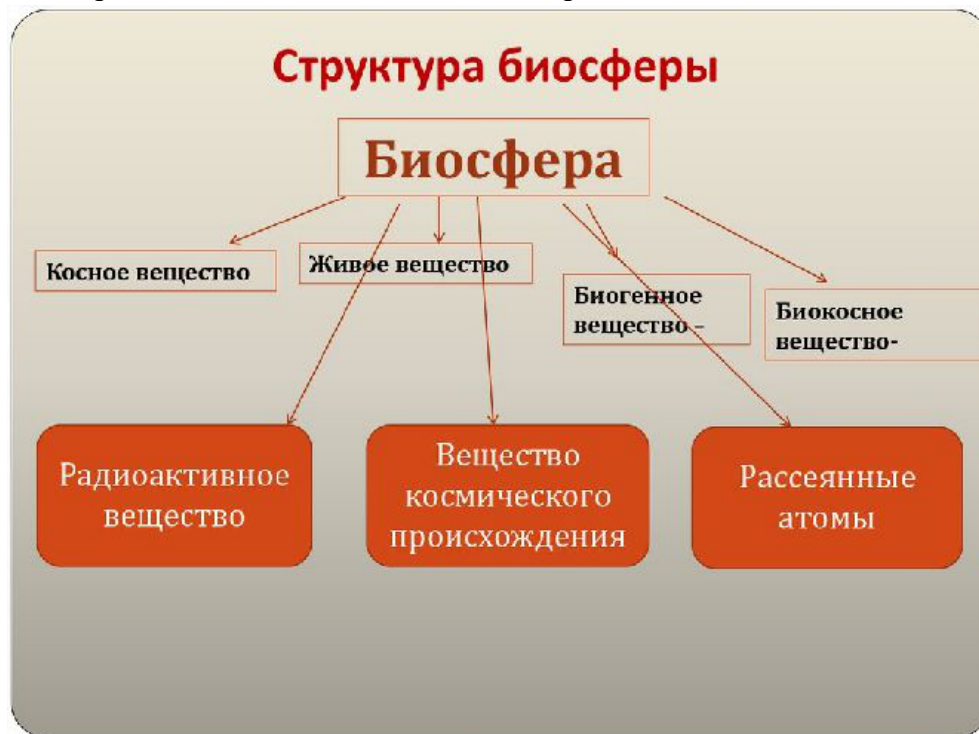 Структура биосферы
Биосфера
Косное вещество
Живое вещество
Биогенное
вещество –
Биокосное
вещество-
Радиоактивное
вещество
Вещество
космического
происхождения
Рассеянные
атомы